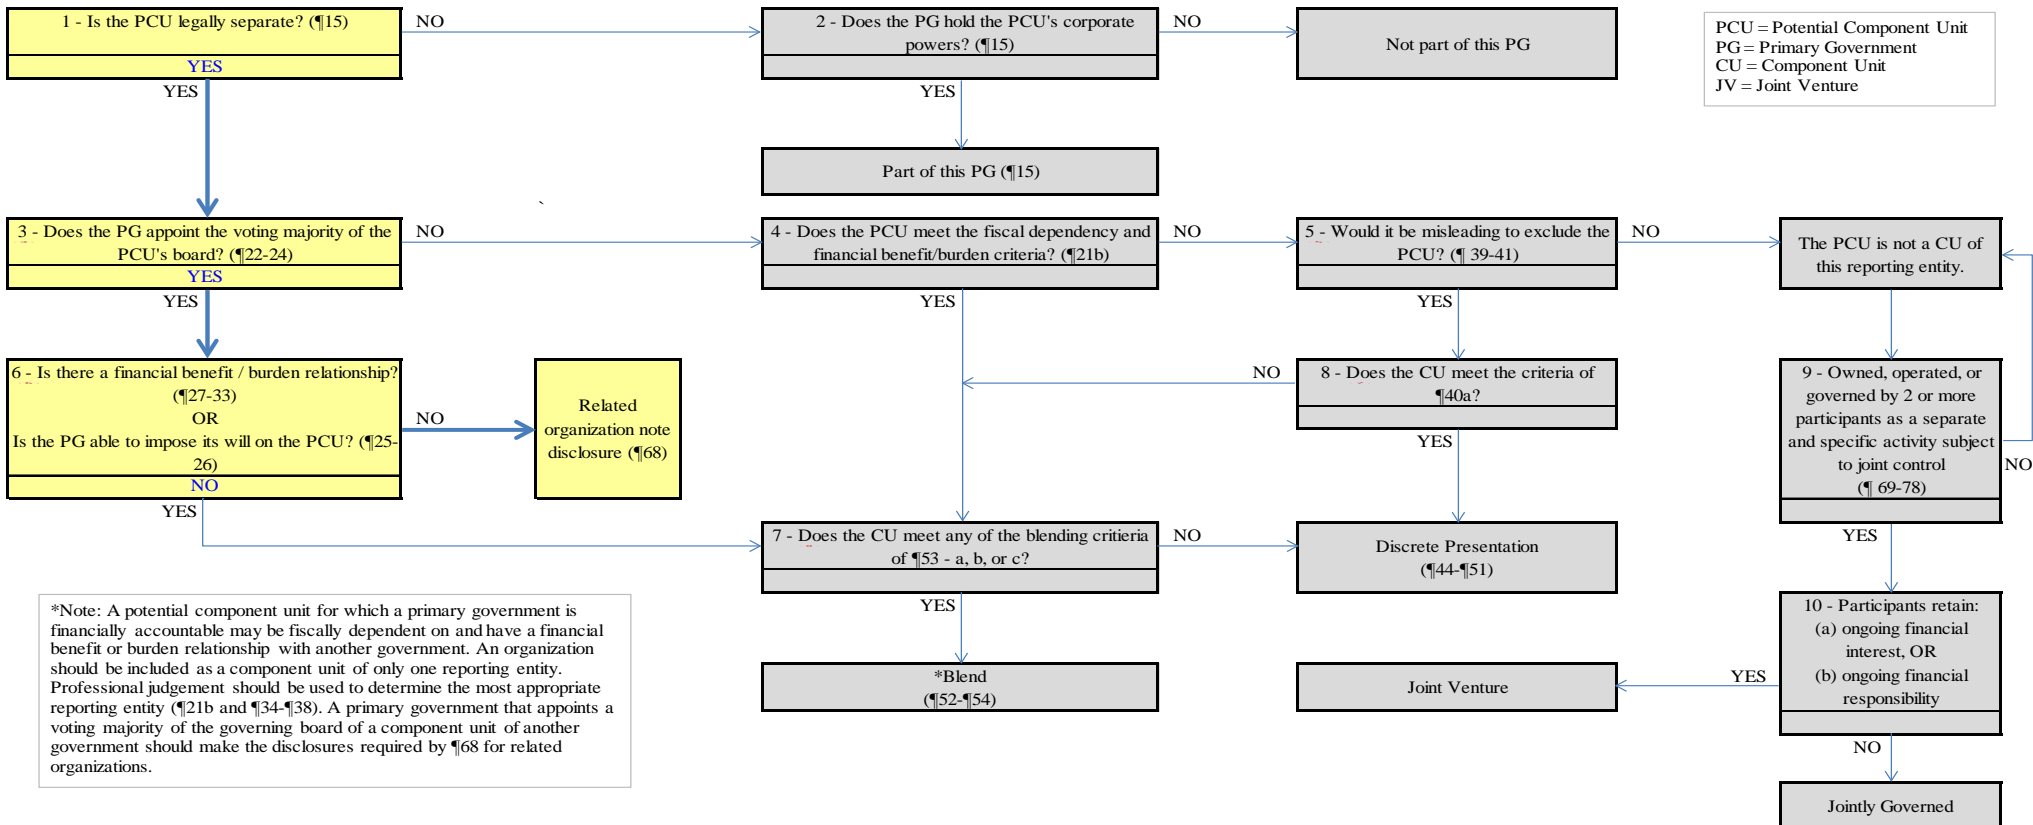 1 - Is the PCU legally separate? (¶15)
YES
NO
2 - Does the PG hold the PCU's corporate
powers? (¶15)
NO
Not part of this PG
PCU = Potential Component Unit
PG = Primary Government
CU = Component Unit
JV = Joint Venture
YES
YES
Part of this PG (¶15)
`
3 - Does the PG appoint the voting majority of the
PCU's board? (¶22-24)
YES
NO
4 - Does the PCU meet the fiscal dependency and
financial benefit/burden criteria? (¶21b)
NO
5 - Would it be misleading to exclude the
PCU? (¶ 39-41)
NO
The PCU is not a CU of
this reporting entity.
YES
YES
YES
6 - Is there a financial benefit / burden relationship?
(¶27-33)
OR
Is the PG able to impose its will on the PCU? (¶25-
26)
NO
NO
Related
organization note
disclosure (¶68)
NO
8 - Does the CU meet the criteria of
¶40a?
9 - Owned, operated, or
governed by 2 or more
participants as a separate
and specific activity subject
to joint control
(¶ 69-78)
NO
YES
YES
7 - Does the CU meet any of the blending critieria
of ¶53 - a, b, or c?
NO
Discrete Presentation
(¶44-¶51)
YES
YES
*Note: A potential component unit for which a primary government is
financially accountable may be fiscally dependent on and have a financial
benefit or burden relationship with another government. An organization
should be included as a component unit of only one reporting entity.
Professional judgement should be used to determine the most appropriate
reporting entity (¶21b and ¶34-¶38). A primary government that appoints a
voting majority of the governing board of a component unit of another
government should make the disclosures required by ¶68 for related
organizations.
*Blend
(¶52-¶54)
Joint Venture
YES
10 - Participants retain:
(a) ongoing financial
interest, OR
(b) ongoing financial
responsibility
NO
Jointly Governed